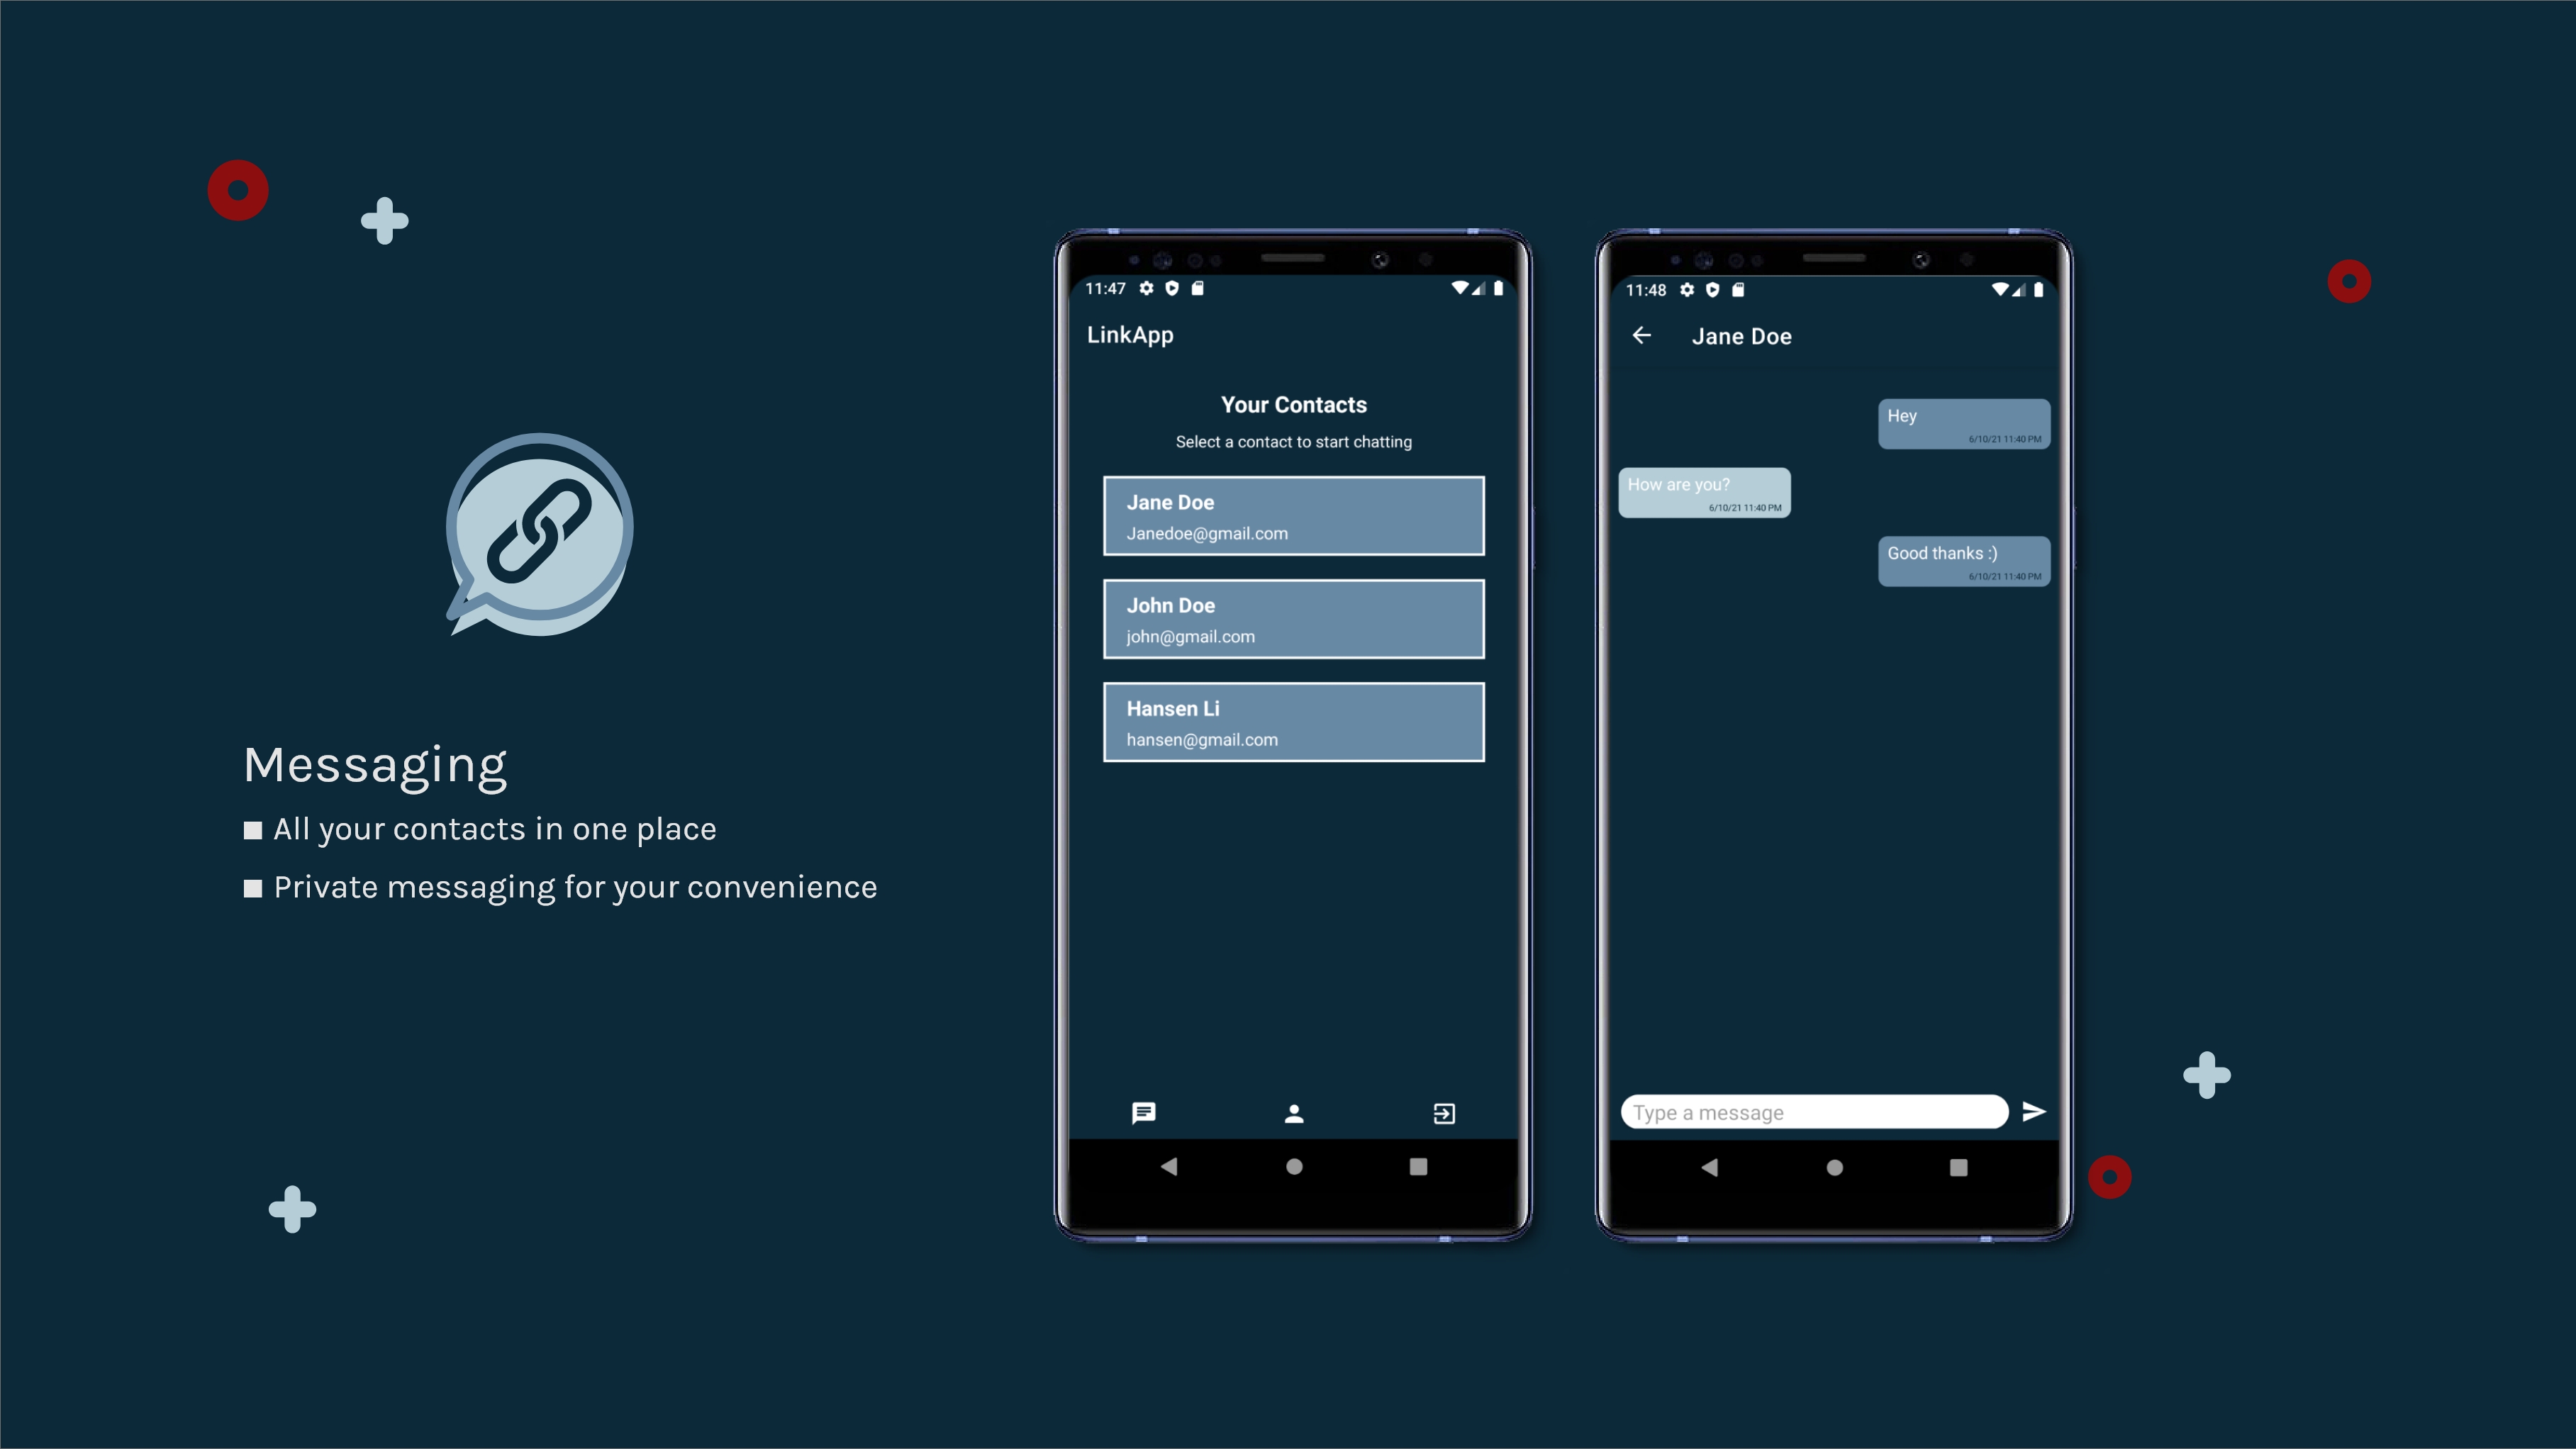 Messaging
■ All your contacts in one place
■ Private messaging for your convenience
11:47
LinkApp
Your Contacts
Select a contact to start chatting
Jane Doe
Janedoe@gmail.com
John Doe
john@gmail.com
Hansen Li
hansen@gmail.com
11:48
Jane Doe
Hey
6/10/21 11:40 PM
How are you?
6/10/21 11:40 PM
Good thanks :)
6/10/21 11:40 PM
Type a message